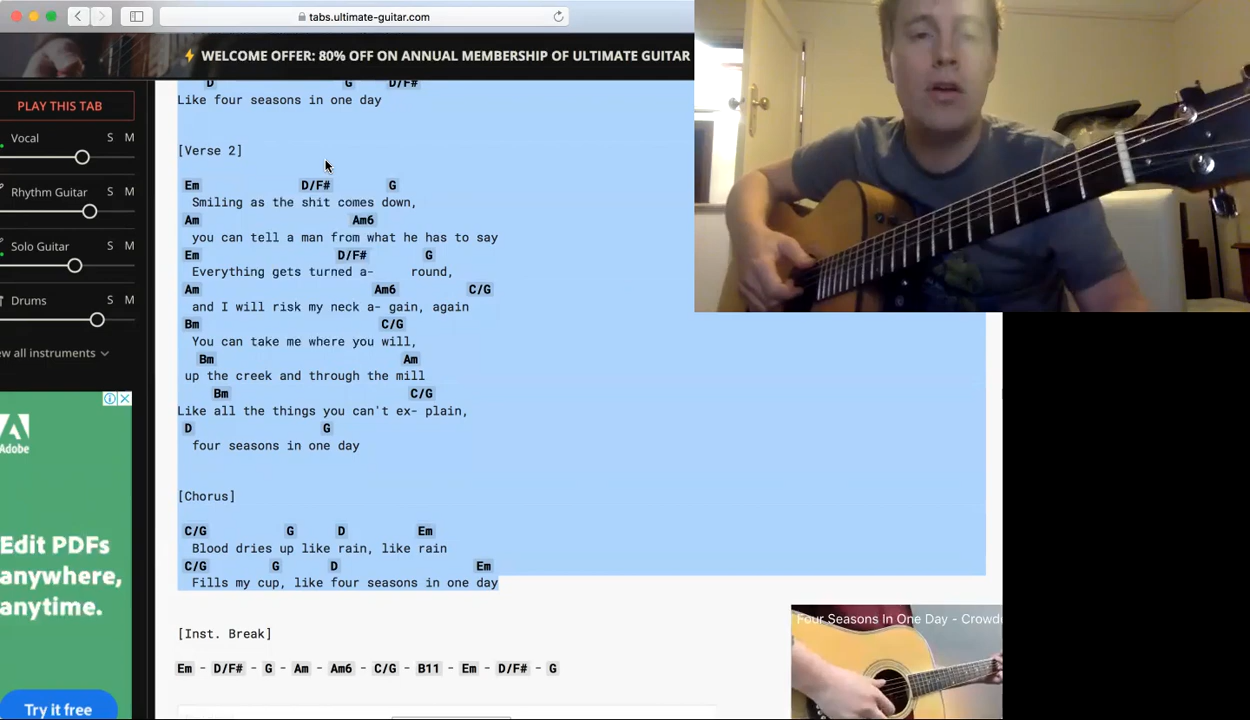 tabs.ultimate-guitar.com
WELCOME OFFER: 80% OFF ON ANNUAL MEMBERSHIP OF ULTIMATE GUITAR
PLAY THIS TAB
Vocal S M
Rhythm Guitar S M
Solo Guitar S M
Drums S M
ew all instruments
Adobe
Edit PDFs
anywhere,
anytime.
Try it free
D G D/F#
Like four seasons in one day
[Verse 2]
Em D/F# G
Smiling as the shit comes down,
Am Am6
you can tell a man from what he has to say
Em D/F# G
Everything gets turned a- round,
Am Am6 C/G
and I will risk my neck a- gain, again
Bm C/G
You can take me where you will,
Bm Am
up the creek and through the mill
Bm C/G
Like all the things you can't ex- plain,
D G
four seasons in one day
[Chorus]
C/G G D Em
Blood dries up like rain, like rain
C/G G D Em
Fills my cup, like four seasons in one day
[Inst. Break]
Em - D/F# - G - Am - Am6 - C/G - B11 - Em - D/F# - G
Four Seasons In One Day - Crowde